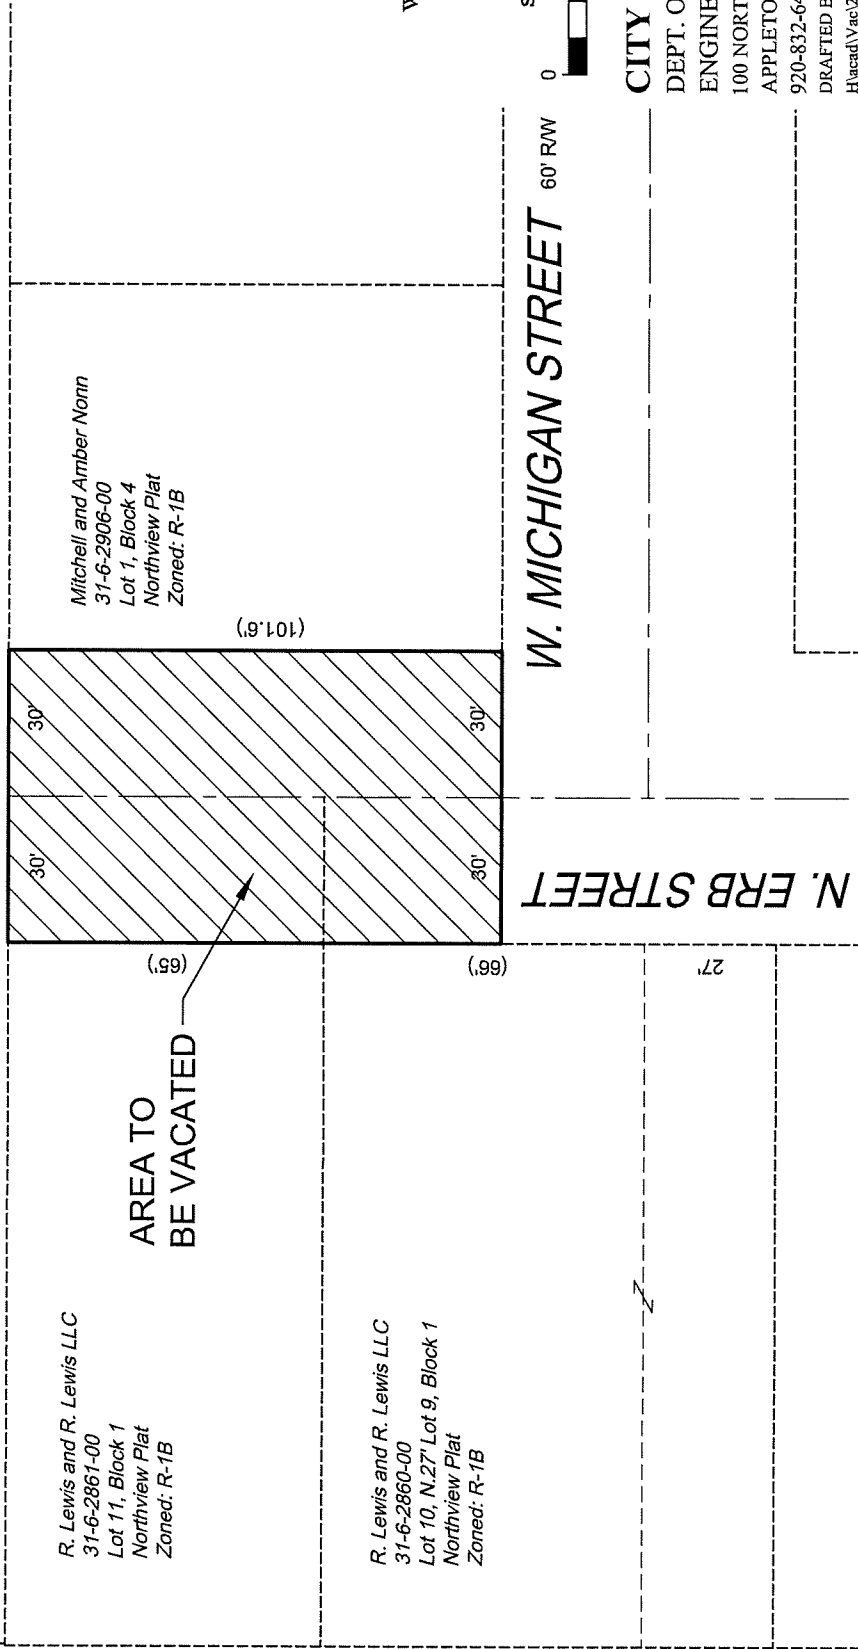 R. Lewis and R. Lewis LLC
31-6-2861-00
Lot 11, Block 1
Northview Plat
Zoned: R-1B
AREA TO
BE VACATED
R. Lewis and R. Lewis LLC
31-6-2860-00
Lot 10, N.27' Lot 9, Block 1
Northview Plat
Zoned: R-1B
(65')
(66')
27'
30'
30'
30'
30'
(101.6')
N. ERB STREET
Mitchell and Amber Nonn
31-6-2906-00
Lot 1, Block 4
Northview Plat
Zoned: R-1B
W. MICHIGAN STREET 60' R/W
0
CITY
DEPT. O
ENGINE
100 NORT
APPLETO
920-832-64
DRAFTED B
H\acad\Vac\2